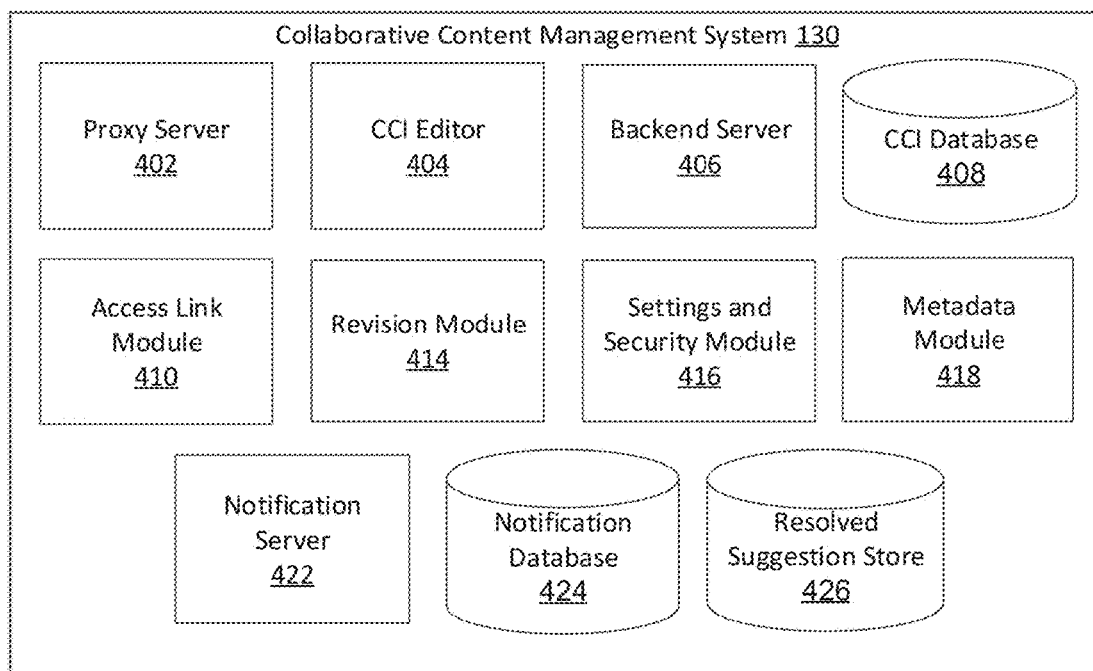 Collaborative Content Management System 130
Proxy Server
402
CCI Editor
404
Backend Server
406
CCI Database
408
Access Link
Module
410
Revision Module
414
Settings and
Security Module
416
Metadata
Module
418
Notification
Server
422
Notification
Database
424
Resolved
Suggestion Store
426